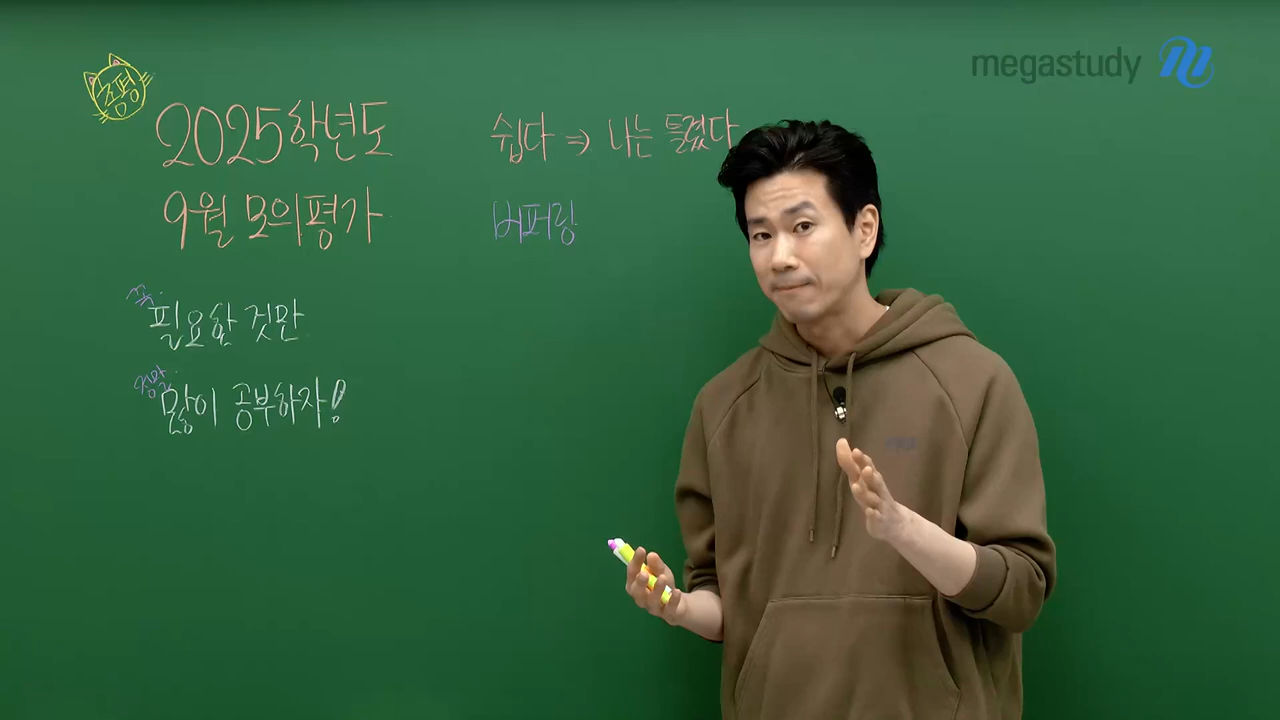 총평
2025학년도
9월 모의평가
꼭
필요한 것만
정말
많이 공부하자!
쉽다 ⇒ 나는 틀렸다
버퍼링
megastudy